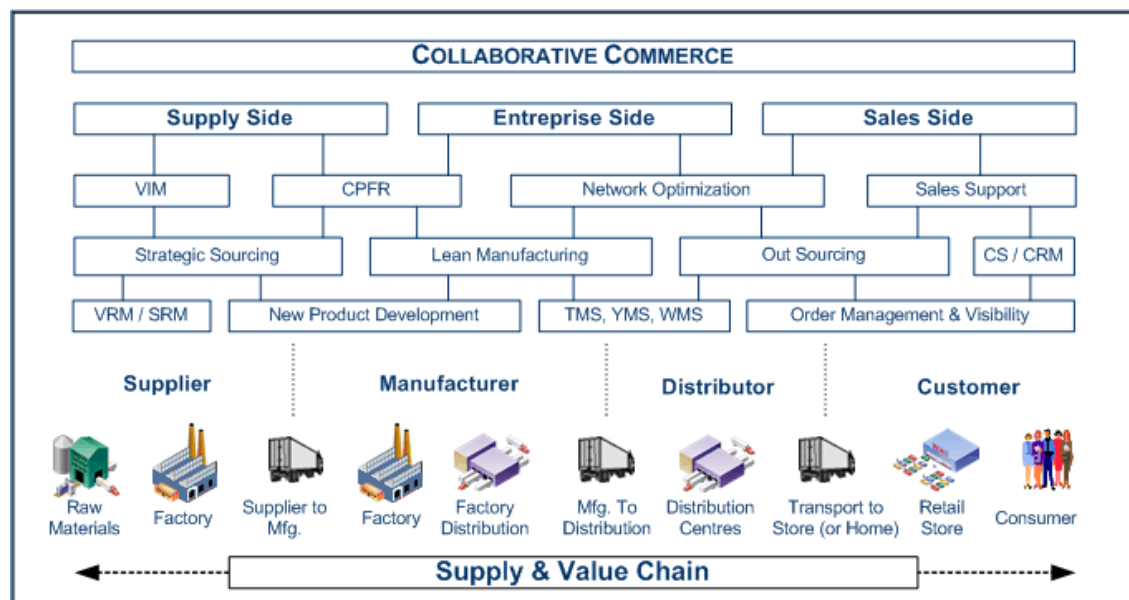 COLLABORATIVE COMMERCE
Supply Side
Entreprise Side
Sales Side
VIM
CPFR
Network Optimization
Sales Support
Strategic Sourcing
Lean Manufacturing
Out Sourcing
CS / CRM
VRM / SRM
New Product Development
TMS, YMS, WMS
Order Management & Visibility
Supplier
Manufacturer
Distributor
Customer
Raw
Materials
Factory
Supplier to
Mfg.
Factory
Factory
Distribution
Mfg. To
Distribution
Distribution
Centres
Transport to
Store (or Home)
Retail
Store
Consumer
Supply & Value Chain